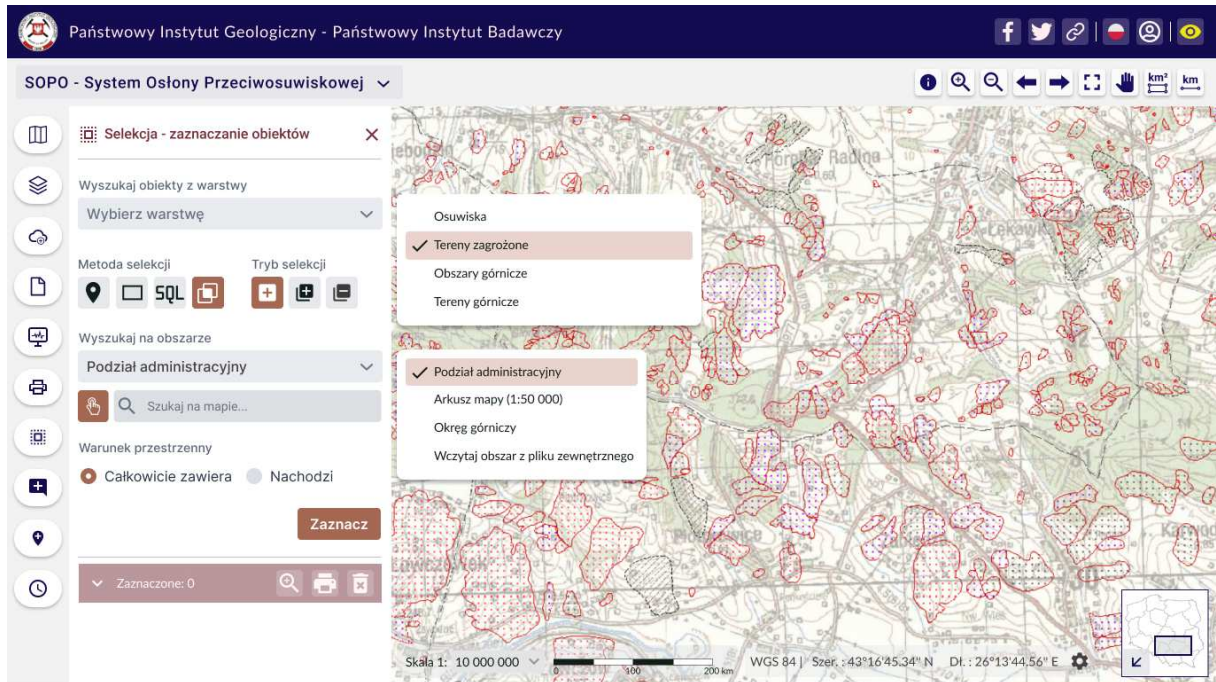 Państwowy Instytut Geologiczny - Państwowy Instytut Badawczy
SOPO - System Osłony Przeciwosuwiskowej
km²
km
Selekcja - zaznaczanie obiektów
Wyszukaj obiekty z warstwy
Wybierz warstwę
Metoda selekcji
Tryb selekcji
SQL
Wyszukaj na obszarze
Podział administracyjny
Szukaj na mapie...
Warunek przestrzenny
Całkowicie zawiera
Nachodzi
Zaznacz
Zaznaczone: 0
Osuwiska
Tereny zagrożone
Obszary górnicze
Tereny górnicze
Podział administracyjny
Arkusz mapy (1:50 000)
Okręg górniczy
Wczytaj obszar z pliku zewnętrznego
Radlna
Łękawka
Skala 1: 10 000 000
0
100
200 km
WGS 84 | Szer. : 43°16'45.34" N Dł. : 26°13'44,56" E